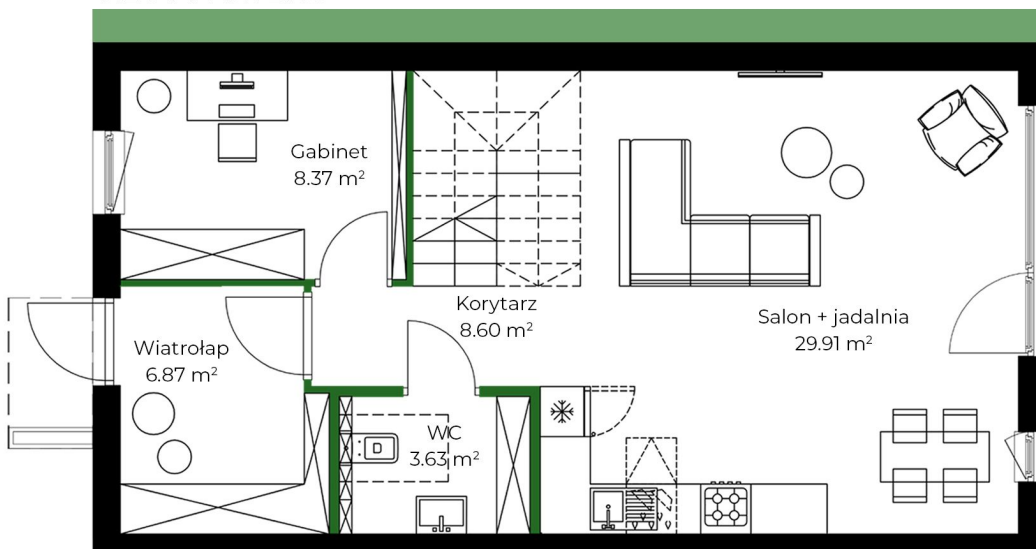 Gabinet
8.37 m²
Korytarz
8.60 m²
Salon + jadalnia
29.91 m²
Wiatrołap
6.87 m²
WC
3.63 m²